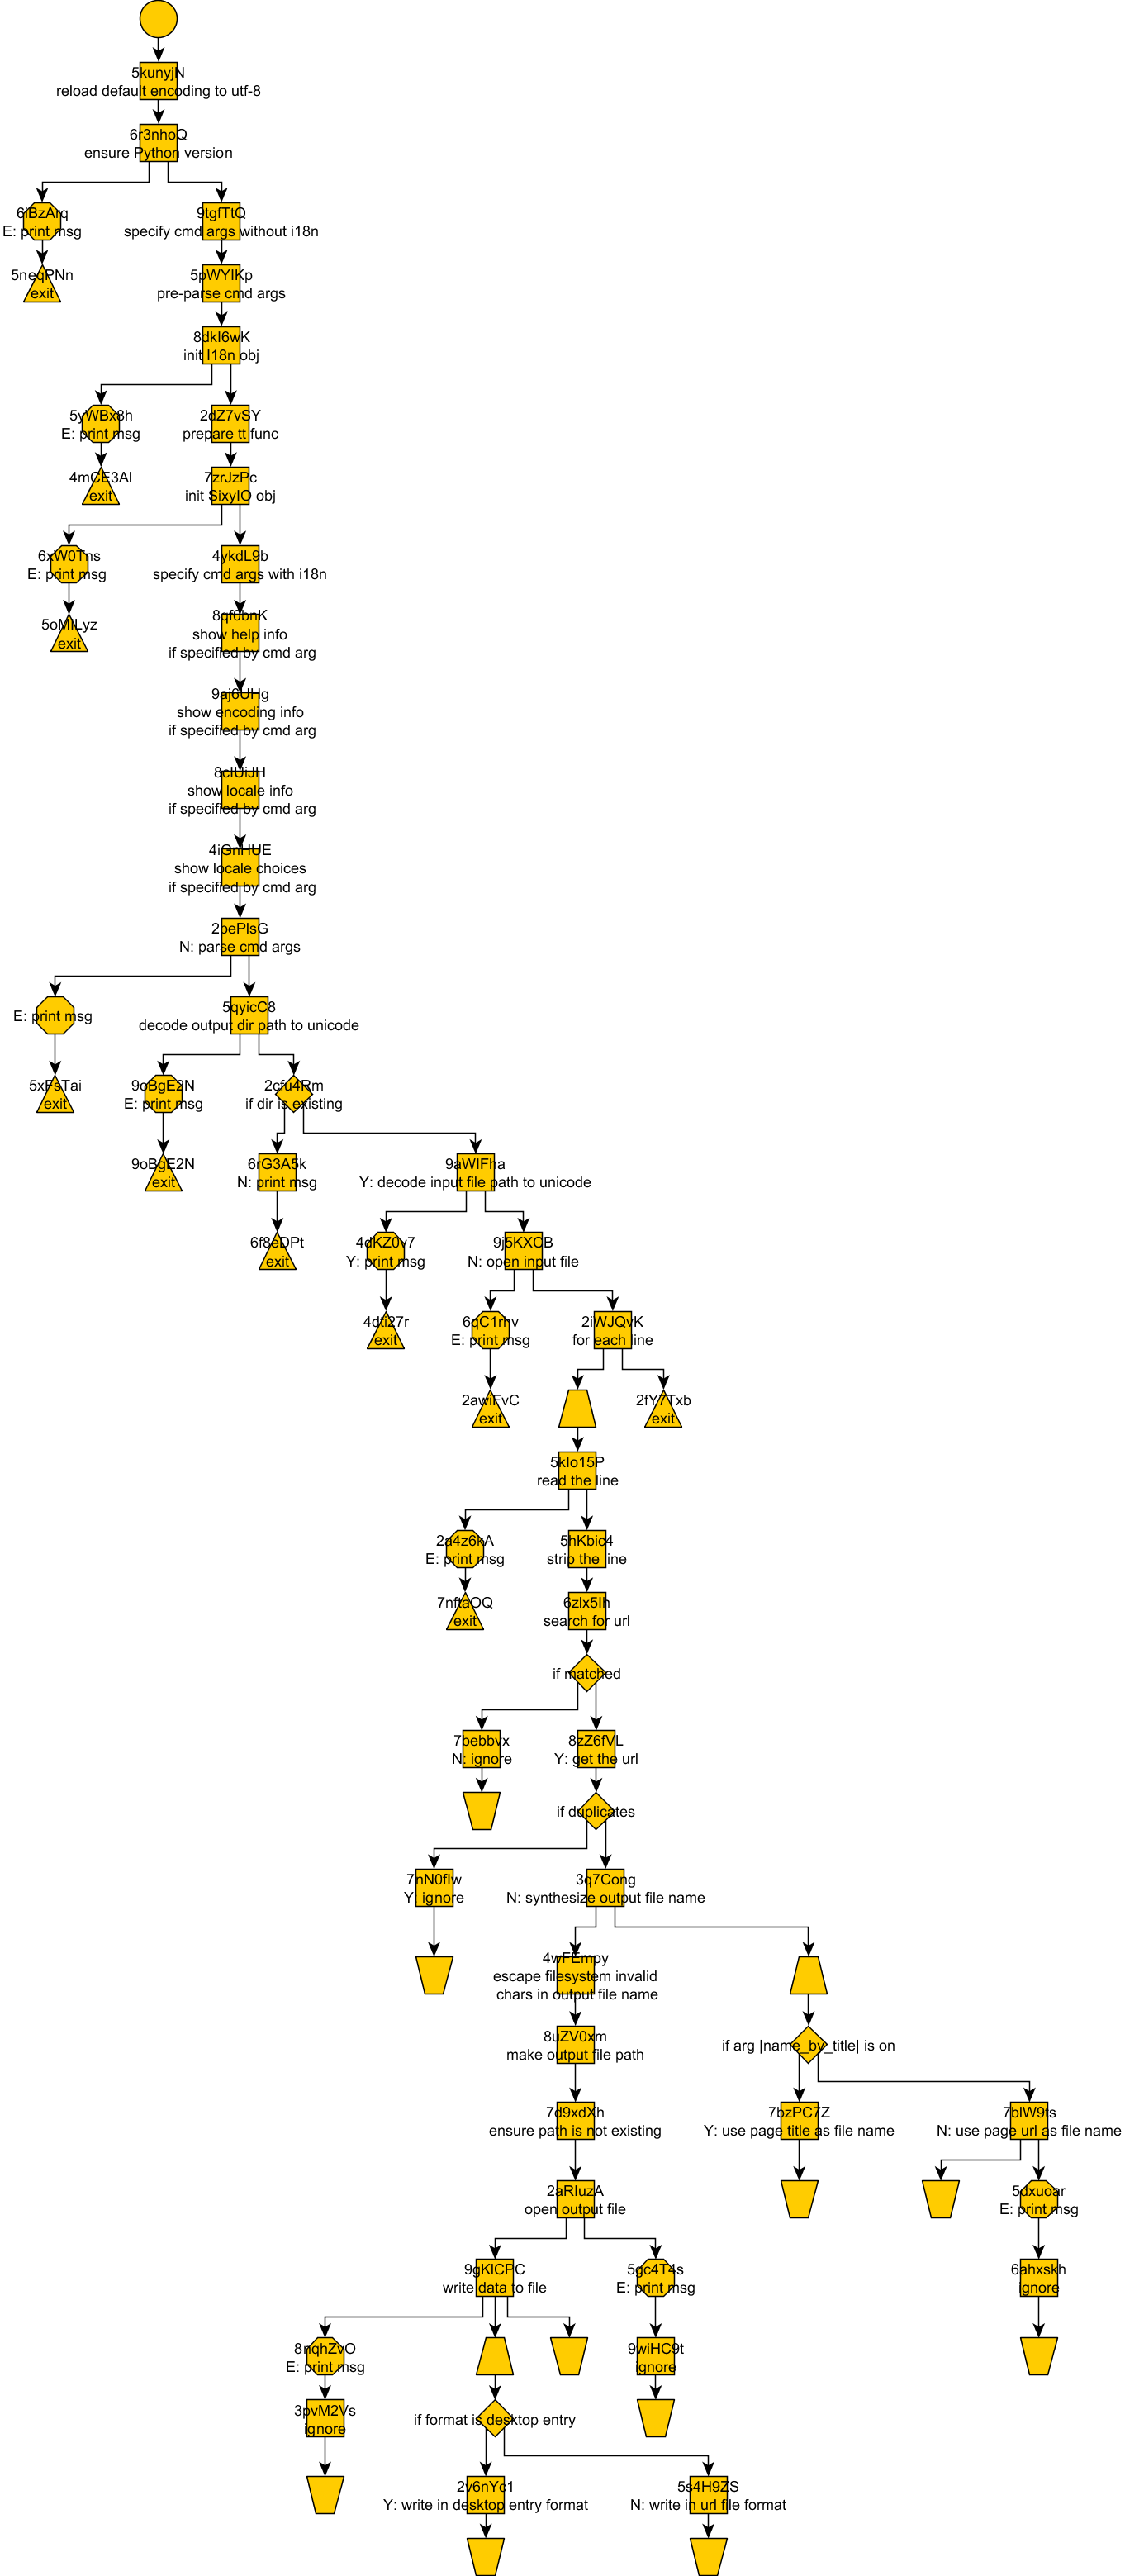 5kunyjN
reload default encoding to utf-8
6r3nhoQ
ensure Python version
6iBzArq
E: print msg
9tgfTtQ
specify cmd args without i18n
5neqPNn
exit
5pWYIKp
pre-parse cmd args
8dkI6wK
init I18n obj
5yWBx8h
E: print msg
2dZ7vSY
prepare tt func
4mCE3AI
exit
7zrJzPc
init SixyIO obj
6xW0Tns
E: print msg
4ykdL9b
specify cmd args with i18n
5oMILyz
exit
8qf0bnK
show help info
if specified by cmd arg
9aj6UHg
show encoding info
if specified by cmd arg
8cIUiJH
show locale info
if specified by cmd arg
4iGnHUE
show locale choices
if specified by cmd arg
2pePlsG
N: parse cmd args
E: print msg
5qyicC8
decode output dir path to unicode
5xFsTai
exit
9oBgE2N
E: print msg
2cfu4Rm
if dir is existing
9oBgE2N
exit
6rG3A5k
N: print msg
9aWIFha
Y: decode input file path to unicode
6f8eDPt
exit
4dKZ0v7
Y: print msg
9j5KXCB
N: open input file
4dti27r
exit
6qC1rhv
E: print msg
2iWJQvK
for each line
2awiFvC
exit
2fY7Txb
exit
5kIo15P
read the line
2a4z6kA
E: print msg
5hKbic4
strip the line
7nftaOQ
exit
6zlx5Ih
search for url
if matched
7bebbvx
N: ignore
8zZ6fVL
Y: get the url
if duplicates
7nN0fIw
Y: ignore
3q7Cong
N: synthesize output file name
4wFEmpy
escape filesystem invalid
chars in output file name
8uZV0xm
make output file path
if arg |name_by_title| is on
7d9xdXh
ensure path is not existing
7bzPC7Z
Y: use page title as file name
7blW9ts
N: use page url as file name
2aRIuzA
open output file
5dxuoar
E: print msg
9gKICPC
write data to file
5gc4T4s
E: print msg
6ahxskh
ignore
8nqhZvO
E: print msg
9wiHC9t
ignore
3pvM2Vs
ignore
if format is desktop entry
2v6nYc1
Y: write in desktop entry format
5s4H9ZS
N: write in url file format